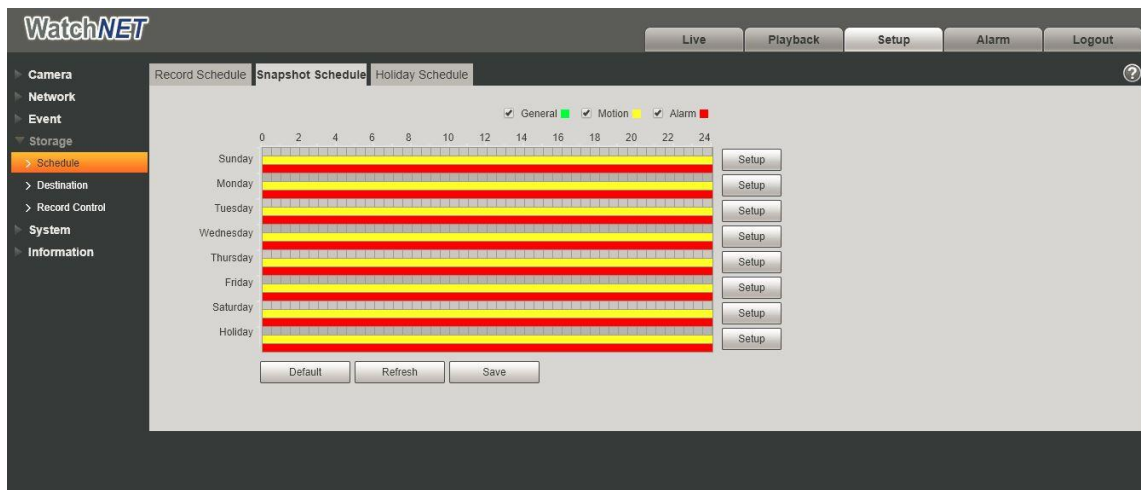 WatchNET
Live Playback Setup Alarm Logout
Camera
Network
Event
Storage
> Schedule
> Destination
> Record Control
System
Information
Record Schedule Snapshot Schedule Holiday Schedule ?
General Motion Alarm
0 2 4 6 8 10 12 14 16 18 20 22 24
Sunday Setup
Monday Setup
Tuesday Setup
Wednesday Setup
Thursday Setup
Friday Setup
Saturday Setup
Holiday Setup
Default Refresh Save